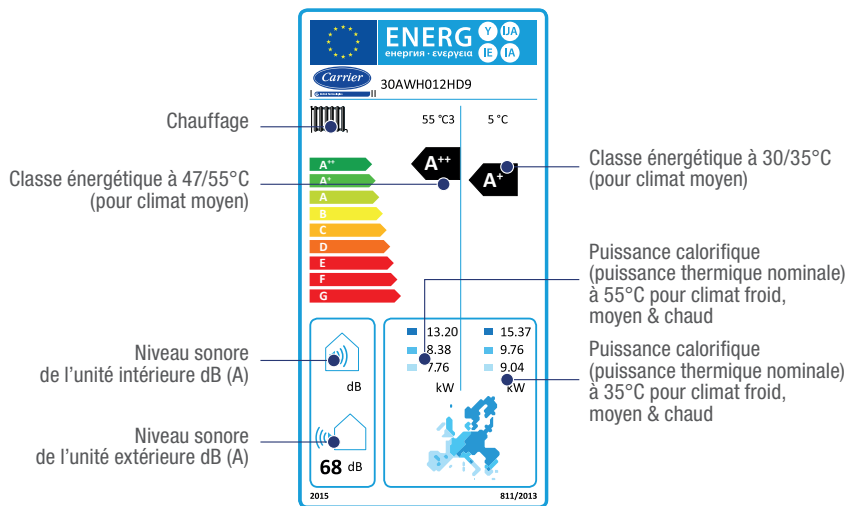 ENERG
енергия · ενεργεια
Y IJA
IE IA
Carrier
30AWH012HD9
Chauffage
55 °C3
5 °C
A++
A+
A
B
C
D
E
F
G
A++
A+
Classe énergétique à 47/55°C
(pour climat moyen)
Classe énergétique à 30/35°C
(pour climat moyen)
Puissance calorifique
(puissance thermique nominale)
à 55°C pour climat froid,
moyen & chaud
13.20
8.38
7.76
kW
15.37
9.76
9.04
kW
Puissance calorifique
(puissance thermique nominale)
à 35°C pour climat froid,
moyen & chaud
Niveau sonore
de l'unité intérieure dB (A)
dB
Niveau sonore
de l'unité extérieure dB (A)
68 dB
2015
811/2013